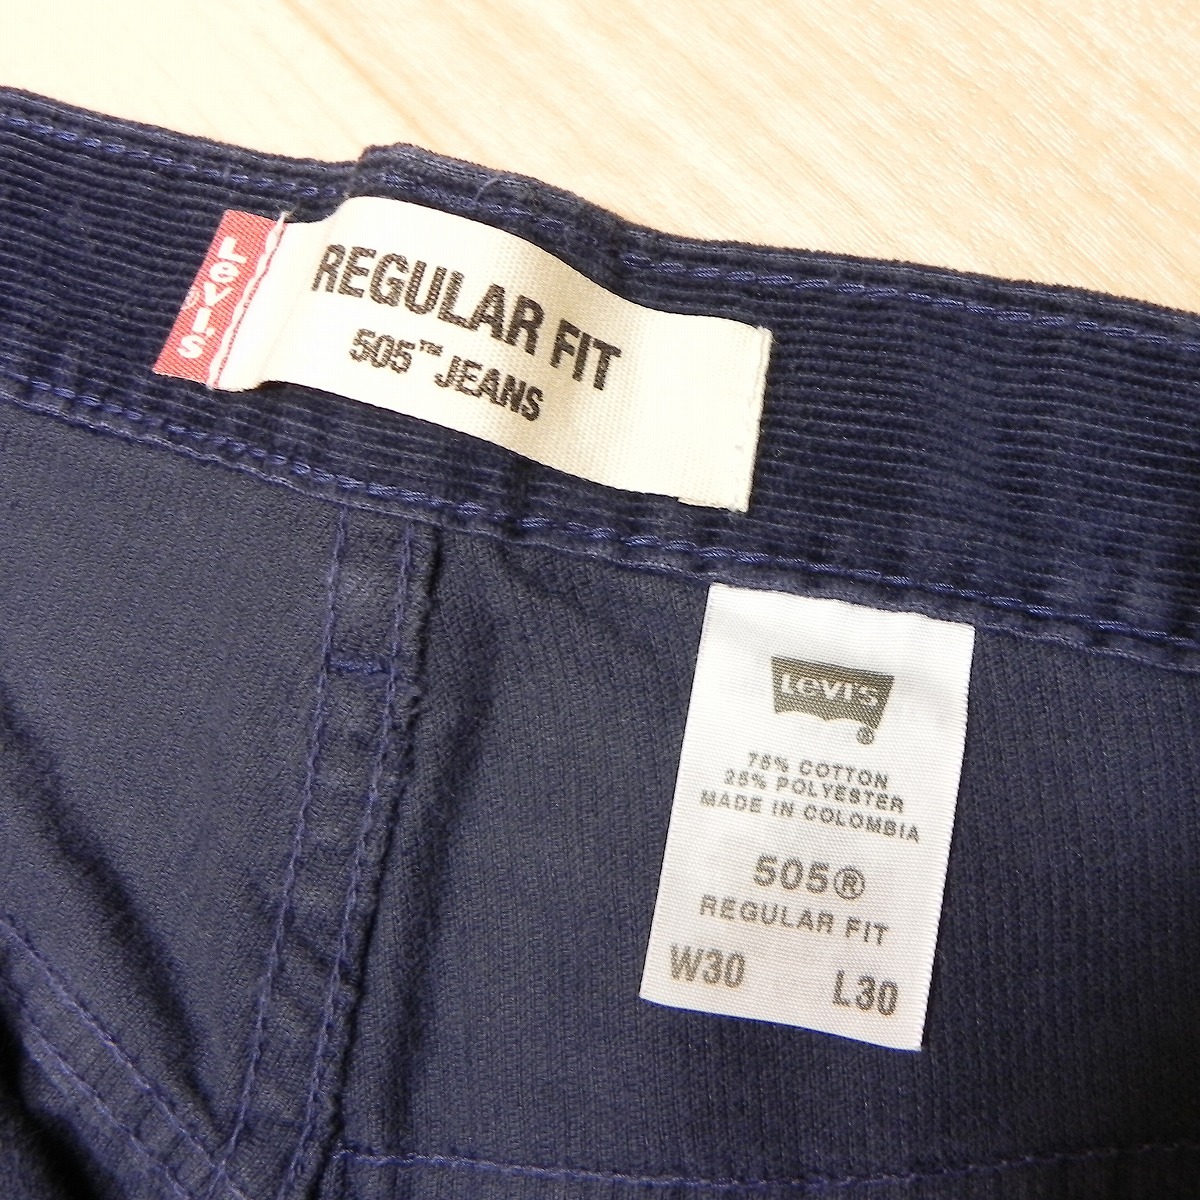 Levi's
REGULAR FIT
505™ JEANS
Levi's
®
75% COTTON
25% POLYESTER
MADE IN COLOMBIA
505®
REGULAR FIT
W30 L30